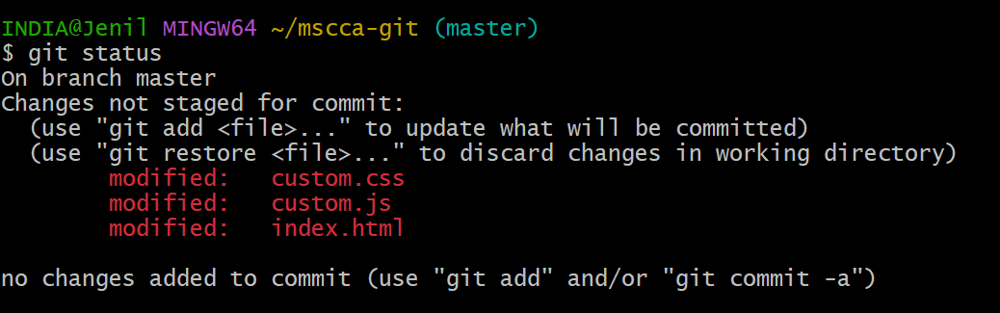 INDIA@Jenil MINGW64 ~/mscca-git (master)
$ git status
On branch master
Changes not staged for commit:
  (use "git add <file>..." to update what will be committed)
  (use "git restore <file>..." to discard changes in working directory)
        modified:   custom.css
        modified:   custom.js
        modified:   index.html

no changes added to commit (use "git add" and/or "git commit -a")